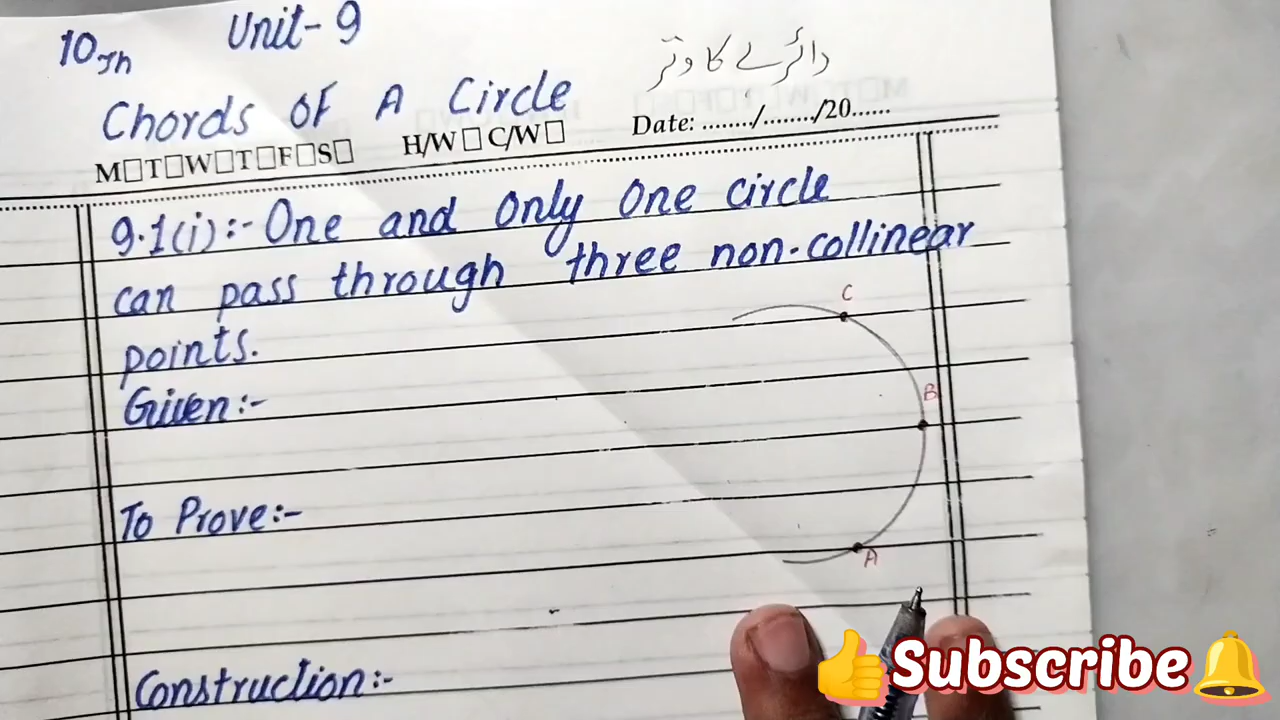 10th Unit-9
دائرے کا وتر
Chords Of A Circle
M□T□W□T□F□S□ H/W□ C/W□ Date: ......../......../20......
9.1(i):- One and Only One circle
can pass through three non-collinear
points.
C
Given:-
B
To Prove:-
A
Construction:-
👍Subscribe🔔